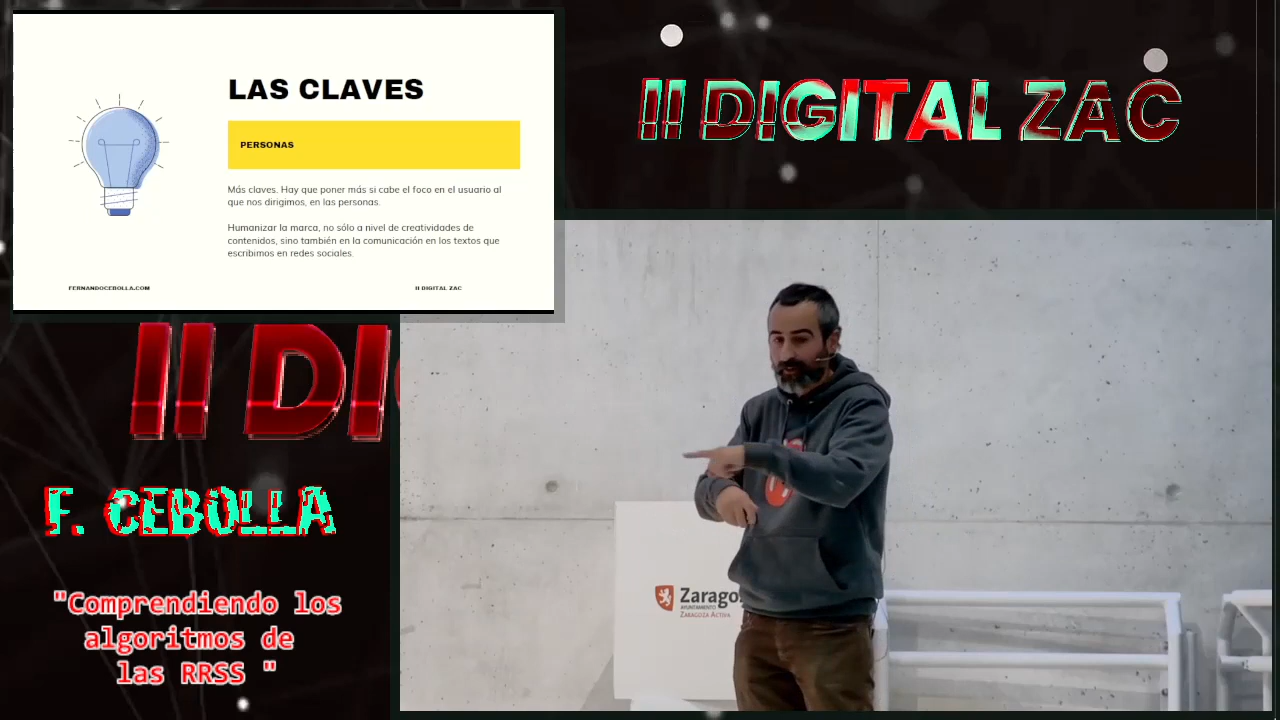 LAS CLAVES
PERSONAS
Más claves. Hay que poner más si cabe el foco en el usuario al
que nos dirigimos, en las personas.
Humanizar la marca, no sólo a nivel de creatividades de
contenidos, sino también en la comunicación en los textos que
escribimos en redes sociales.
FERNANDOCEBOLLA.COM
II DIGITAL ZAC
II DIGITAL ZAC
II DI
F. CEBOLLA
"Comprendiendo los
algoritmos de
las RRSS "
Zarago
AYUNTAMIENTO
ZARAGOZA ACTIVA